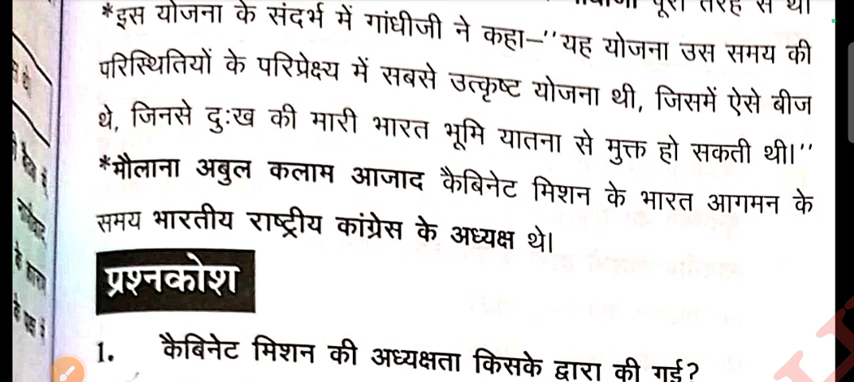 पूरी तरह से था
*इस योजना के संदर्भ में गांधीजी ने कहा–''यह योजना उस समय की
परिस्थितियों के परिप्रेक्ष्य में सबसे उत्कृष्ट योजना थी, जिसमें ऐसे बीज
थे, जिनसे दुःख की मारी भारत भूमि यातना से मुक्त हो सकती थी।''
*मौलाना अबुल कलाम आजाद कैबिनेट मिशन के भारत आगमन के
समय भारतीय राष्ट्रीय कांग्रेस के अध्यक्ष थे।
प्रश्नकोश
1. कैबिनेट मिशन की अध्यक्षता किसके द्वारा की गई?